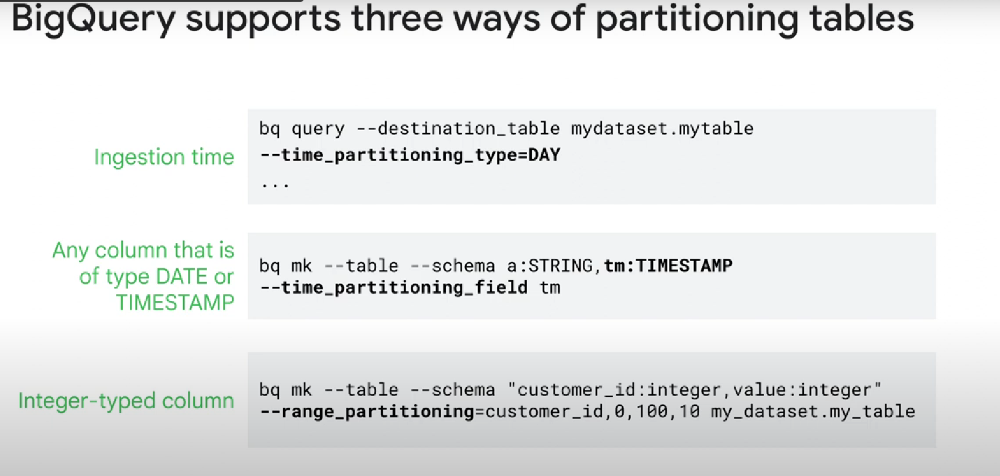 BigQuery supports three ways of partitioning tables
Ingestion time
bq query --destination_table mydataset.mytable
--time_partitioning_type=DAY
...
Any column that is
of type DATE or
TIMESTAMP
bq mk --table --schema a:STRING,tm:TIMESTAMP
--time_partitioning_field tm
Integer-typed column
bq mk --table --schema "customer_id:integer,value:integer"
--range_partitioning=customer_id,0,100,10 my_dataset.my_table